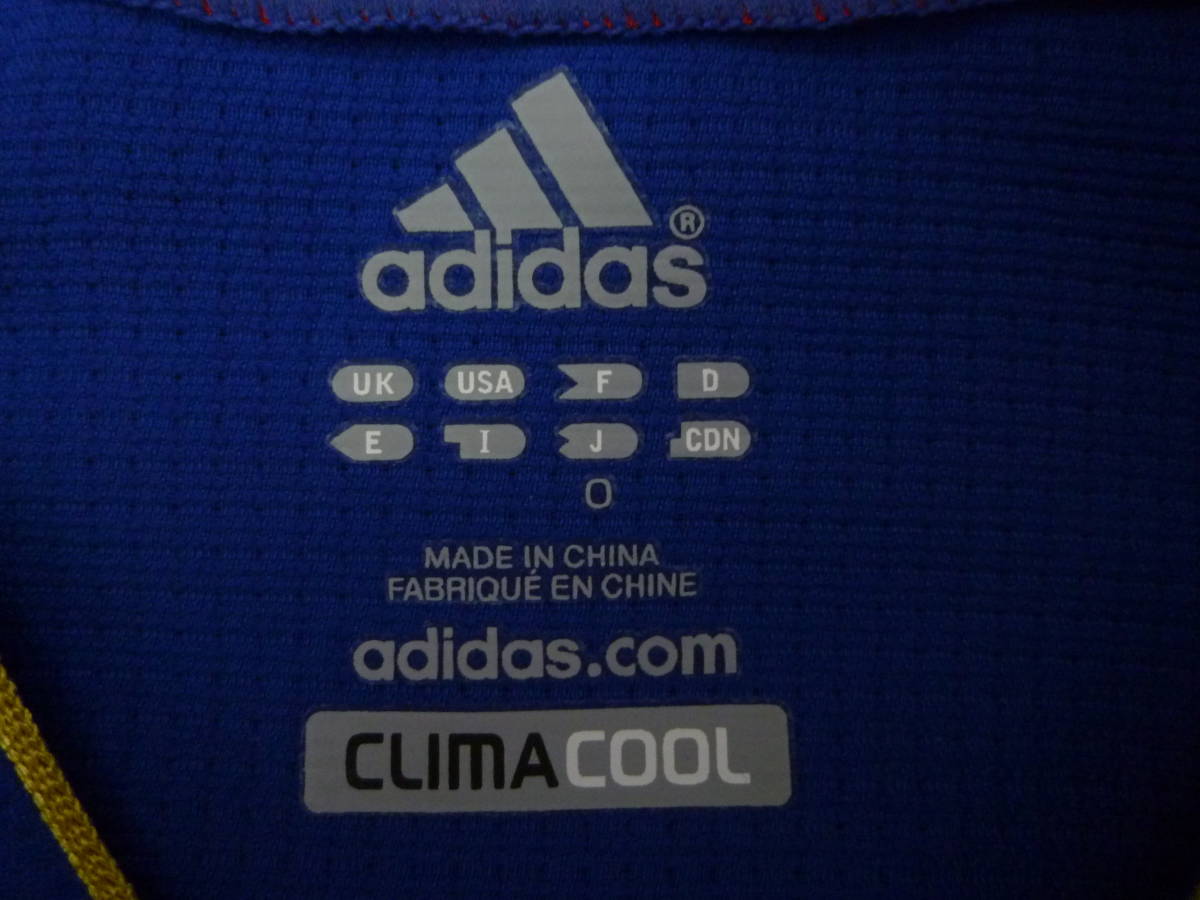 adidas®
UK USA F D
E I J CDN
O
MADE IN CHINA
FABRIQUÉ EN CHINE
adidas.com
CLIMACOOL